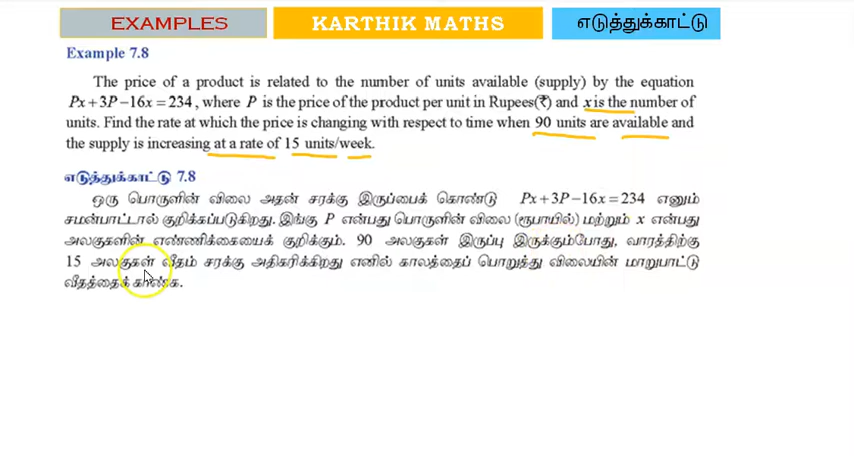 EXAMPLES
KARTHIK MATHS
எடுத்துக்காட்டு
Example 7.8
The price of a product is related to the number of units available (supply) by the equation
Px + 3P − 16x = 234 , where P is the price of the product per unit in Rupees(₹) and x is the number of
units. Find the rate at which the price is changing with respect to time when 90 units are available and
the supply is increasing at a rate of 15 units/week.
எடுத்துக்காட்டு 7.8
ஒரு பொருளின் விலை அதன் சரக்கு இருப்பைக் கொண்டு Px + 3P − 16x = 234 எனும்
சமன்பாட்டால் குறிக்கப்படுகிறது. இங்கு P என்பது பொருளின் விலை (ரூபாயில்) மற்றும் x என்பது
அலகுகளின் எண்ணிக்கையைக் குறிக்கும். 90 அலகுகள் இருப்பு இருக்கும்போது, வாரத்திற்கு
15 அலகுகள் வீதம் சரக்கு அதிகரிக்கிறது எனில் காலத்தைப் பொறுத்து விலையின் மாறுபாட்டு
வீதத்தைக் காண்க.